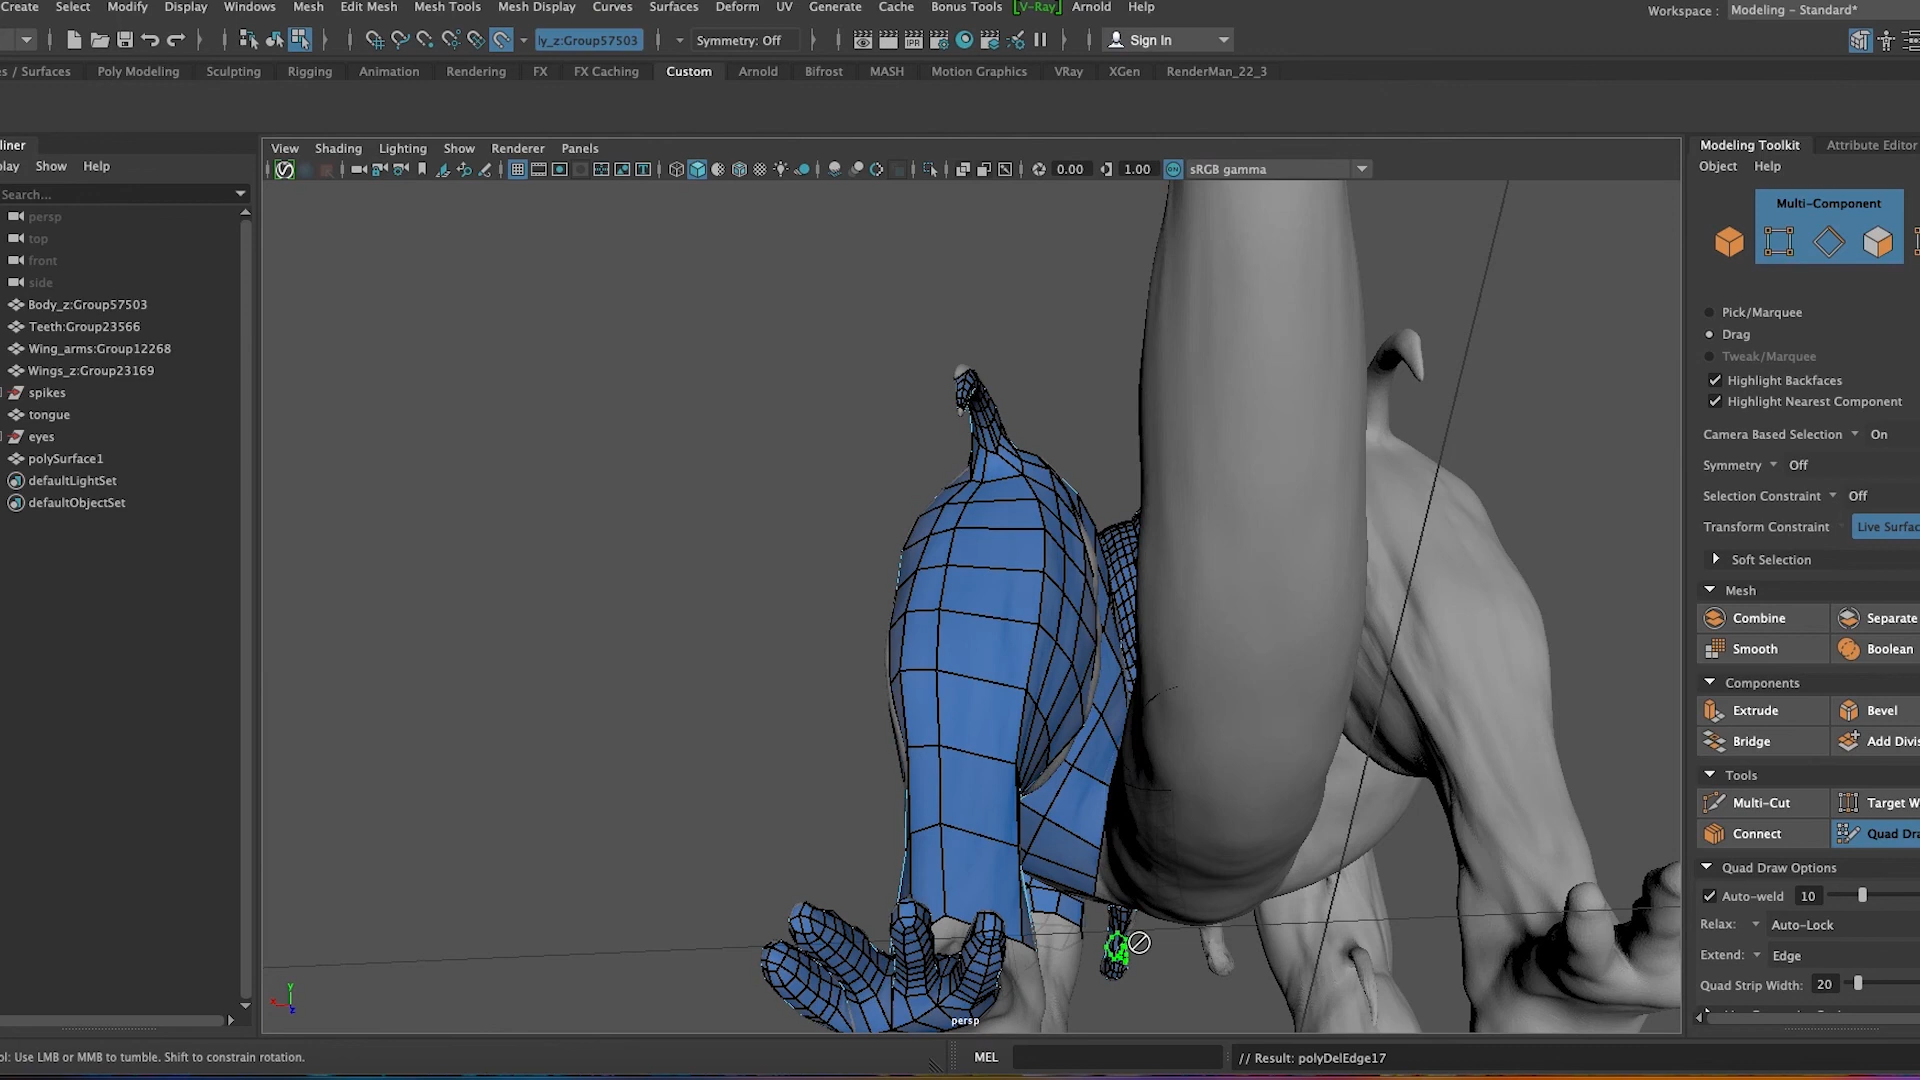 Create Select Modify Display Windows Mesh Edit Mesh Mesh Tools Mesh Display Curves Surfaces Deform UV Generate Cache Bonus Tools [V-Ray] Arnold Help
Workspace : Modeling - Standard*
ly_z:Group57503 Symmetry: Off IPR Sign In
s / Surfaces Poly Modeling Sculpting Rigging Animation Rendering FX FX Caching Custom Arnold Bifrost MASH Motion Graphics VRay XGen RenderMan_22_3
liner
play Show Help
Search...
persp
top
front
side
Body_z:Group57503
Teeth:Group23566
Wing_arms:Group12268
Wings_z:Group23169
spikes
tongue
eyes
polySurface1
defaultLightSet
defaultObjectSet
View Shading Lighting Show Renderer Panels
0.00 1.00 ON sRGB gamma
y
x
z
persp
Modeling Toolkit Attribute Editor
Object Help
Multi-Component
Pick/Marquee
Drag
Tweak/Marquee
Highlight Backfaces
Highlight Nearest Component
Camera Based Selection On
Symmetry Off
Selection Constraint Off
Transform Constraint Live Surfac
Soft Selection
Mesh
Combine Separate
Smooth Boolean
Components
Extrude Bevel
Bridge Add Divis
Tools
Multi-Cut Target W
Connect Quad Dra
Quad Draw Options
Auto-weld 10
Relax: Auto-Lock
Extend: Edge
Quad Strip Width: 20
ol: Use LMB or MMB to tumble. Shift to constrain rotation.
MEL
// Result: polyDelEdge17